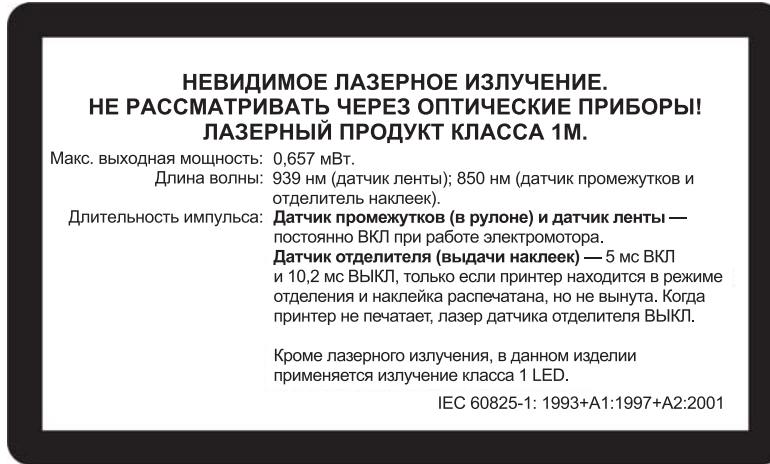 НЕВИДИМОЕ ЛАЗЕРНОЕ ИЗЛУЧЕНИЕ.
НЕ РАССМАТРИВАТЬ ЧЕРЕЗ ОПТИЧЕСКИЕ ПРИБОРЫ!
ЛАЗЕРНЫЙ ПРОДУКТ КЛАССА 1M.
Макс. выходная мощность: 0,657 мВт.
Длина волны: 939 нм (датчик ленты); 850 нм (датчик промежутков и
отделитель наклеек).
Длительность импульса: Датчик промежутков (в рулоне) и датчик ленты —
постоянно ВКЛ при работе электромотора.
Датчик отделителя (выдачи наклеек) — 5 мс ВКЛ
и 10,2 мс ВЫКЛ, только если принтер находится в режиме
отделения и наклейка распечатана, но не вынута. Когда
принтер не печатает, лазер датчика отделителя ВЫКЛ.
Кроме лазерного излучения, в данном изделии
применяется излучение класса 1 LED.
IEC 60825-1: 1993+A1:1997+A2:2001